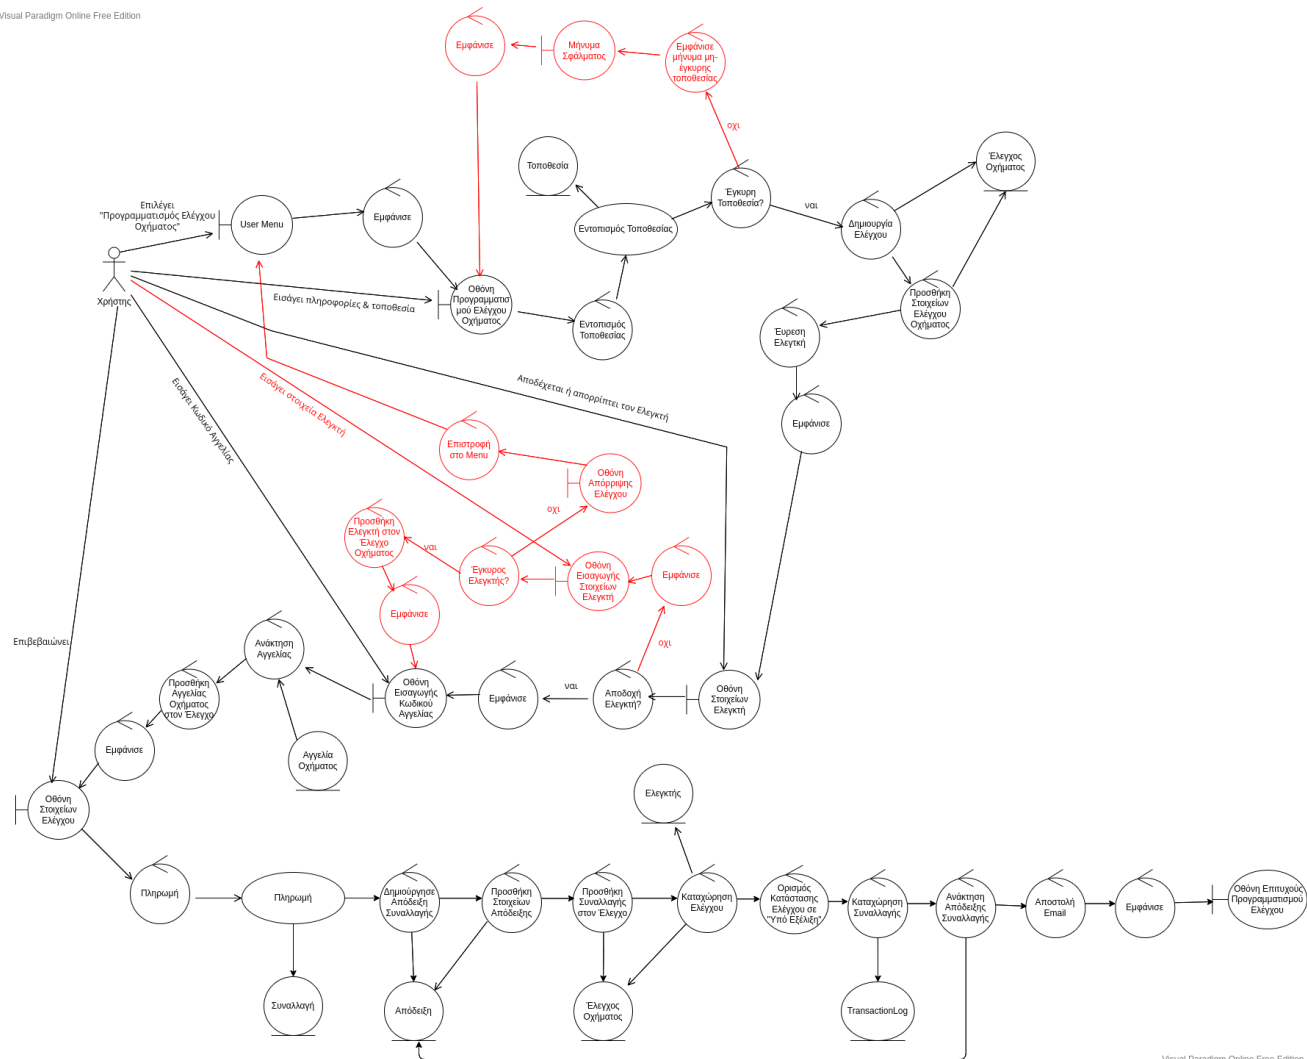 Visual Paradigm Online Free Edition
Εμφάνισε
Μήνυμα
Σφάλματος
Εμφάνισε
μήνυμα μη-
έγκυρης
τοποθεσίας
οχι
Τοποθεσία
Έλεγχος
Οχήματος
Επιλέγει
"Προγραμματισμός Ελέγχου
Οχήματος"
User Menu
Εμφάνισε
Εντοπισμός Τοποθεσίας
Έγκυρη
Τοποθεσία?
ναι
Δημιουργία
Ελέγχου
Χρήστης
Εισάγει πληροφορίες & τοποθεσία
Οθόνη
Προγραμματισ
μού Ελέγχου
Οχήματος
Εντοπισμός
Τοποθεσίας
Προσθήκη
Στοιχείων
Ελέγχου
Οχήματος
Έυρεση
Ελεγτκή
Εμφάνισε
Αποδέχεται ή απορρίπτει τον Ελεγκτή
Εισάγει στοιχεία Ελεγκτή
Εισάγει Κωδικό Αγγελίας
Επιστροφή
στο Menu
Οθόνη
Απόρριψης
Ελέγχου
οχι
Προσθήκη
Ελεγκτή στον
Έλεγχο
Οχήματος
ναι
Έγκυρος
Ελεγκτής?
Οθόνη
Εισαγωγής
Στοιχείων
Ελεγκτή
Εμφάνισε
Εμφάνισε
οχι
Επιβεβαιώνει
Ανάκτηση
Αγγελίας
Προσθήκη
Αγγελίας
Οχήματος
στον Έλεγχο
Οθόνη
Εισαγωγής
Κωδικού
Αγγελίας
Εμφάνισε
ναι
Αποδοχή
Ελεγκτή?
Οθόνη
Στοιχείων
Ελεγκτή
Εμφάνισε
Αγγελία
Οχήματος
Οθόνη
Στοιχείων
Ελέγχου
Ελεγκτής
Πληρωμή
Πληρωμή
Δημιούργησε
Απόδειξη
Συναλλαγής
Προσθήκη
Στοιχείων
Απόδειξης
Προσθήκη
Συναλλαγής
στον Έλεγχο
Καταχώρηση
Ελέγχου
Ορισμός
Κατάστασης
Ελέγχου σε
"Υπό Εξέλιξη"
Καταχώρηση
Συναλλαγής
Ανάκτηση
Απόδειξης
Συναλλαγής
Αποστολή
Email
Εμφάνισε
Οθόνη Επιτυχούς
Προγραμματισμού
Ελέγχου
Συναλλαγή
Απόδειξη
Έλεγχος
Οχήματος
TransactionLog
Visual Paradigm Online Free Edition